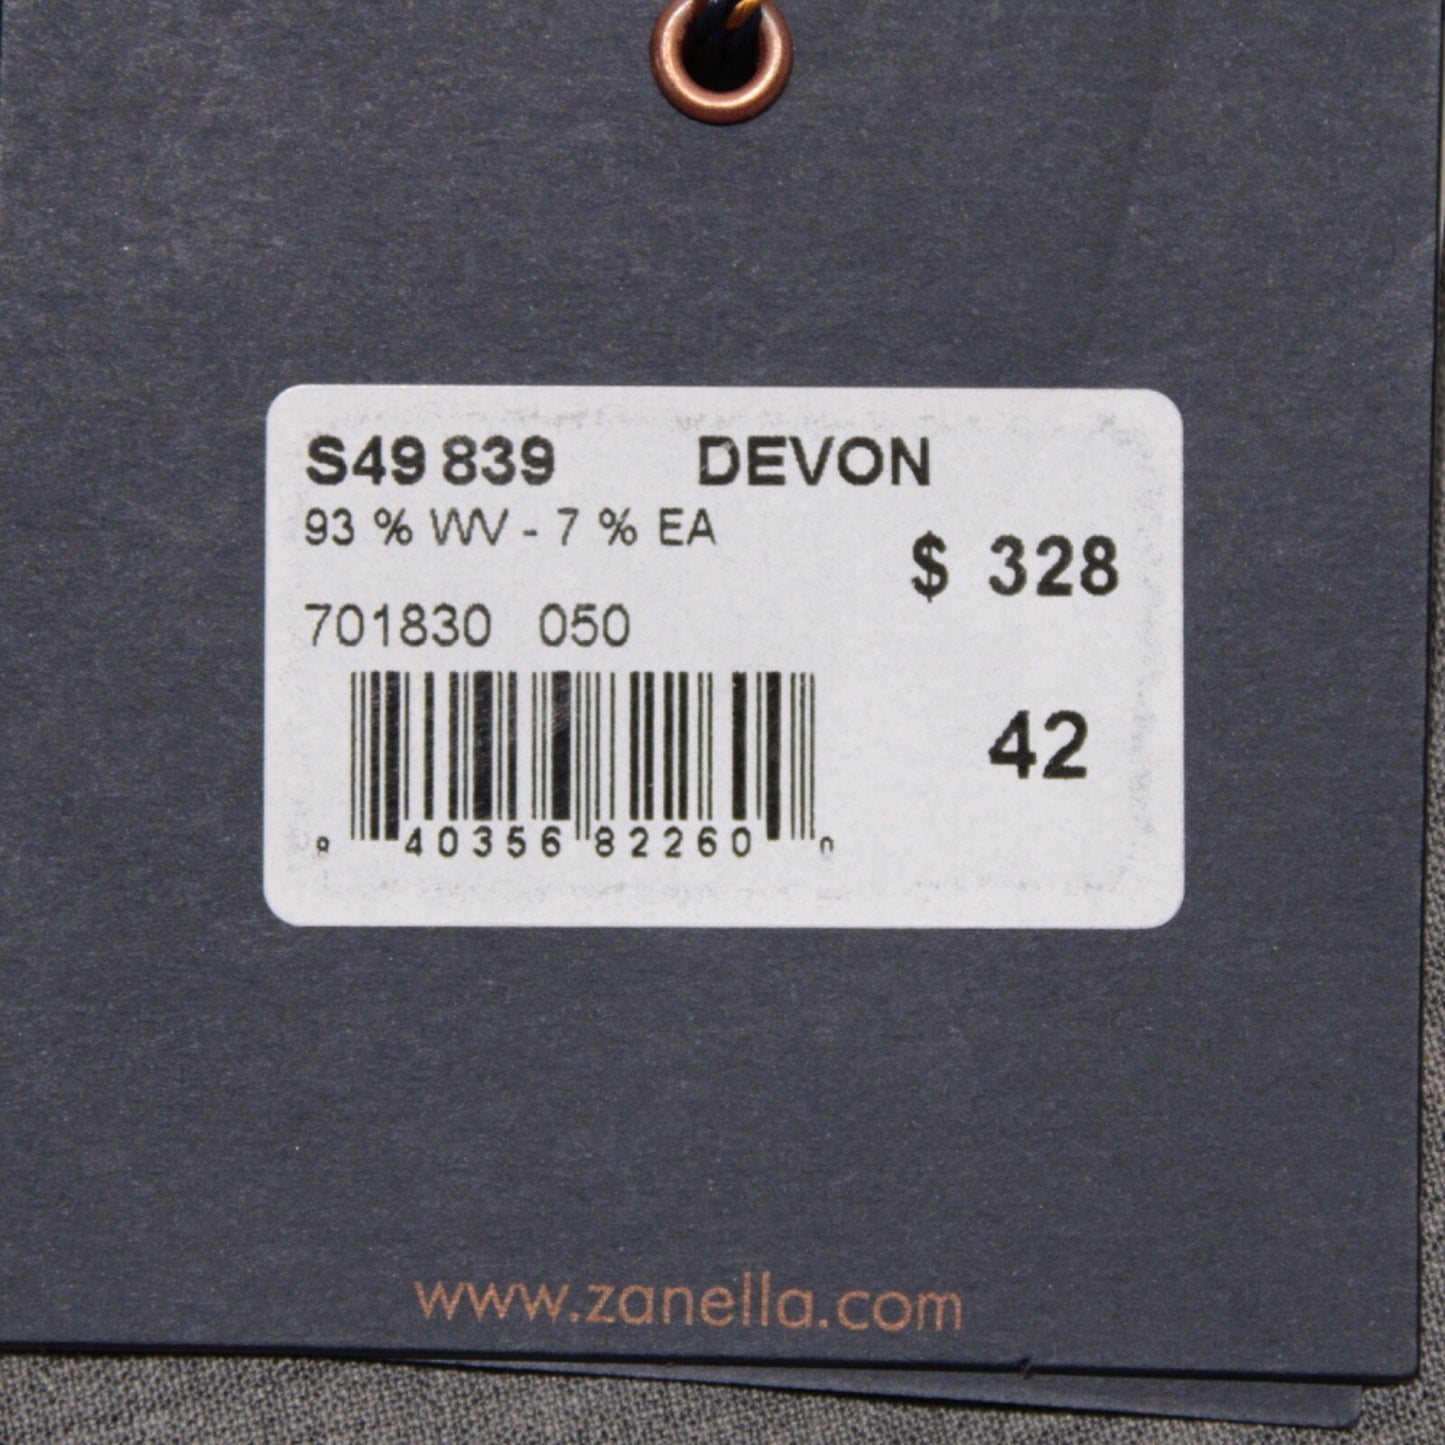 S49 839 DEVON
93 % WV - 7 % EA
$ 328
701830 050
42
8 40356 82260 0
www.zanella.com